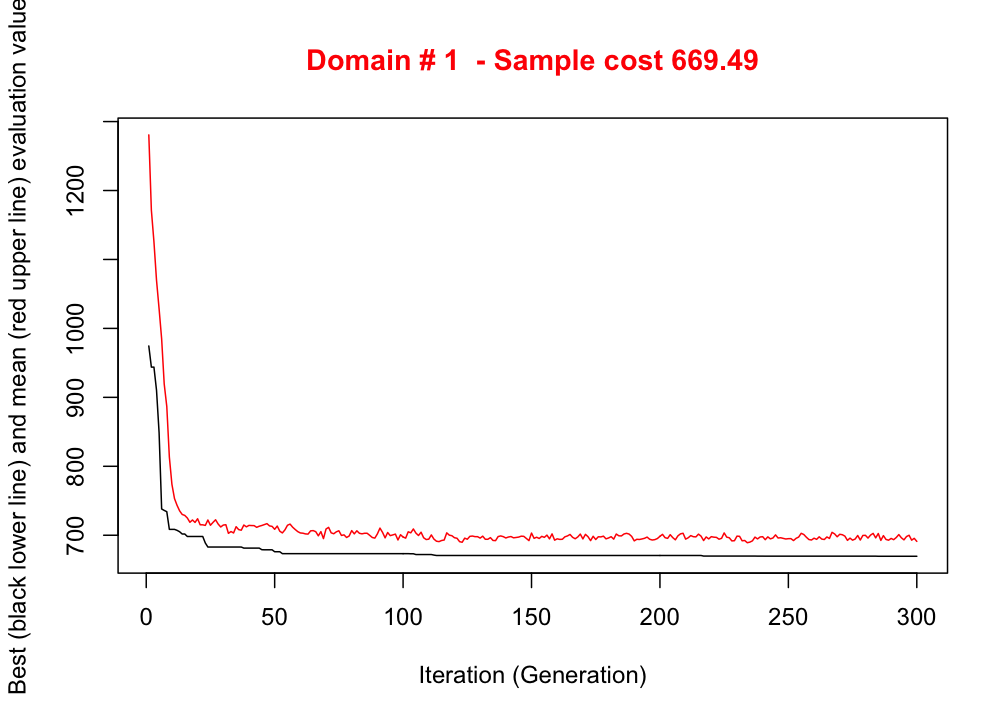 Domain # 1 - Sample cost 669.49
Best (black lower line) and mean (red upper line) evaluation value
1200
1000
900
800
700
0 50 100 150 200 250 300
Iteration (Generation)